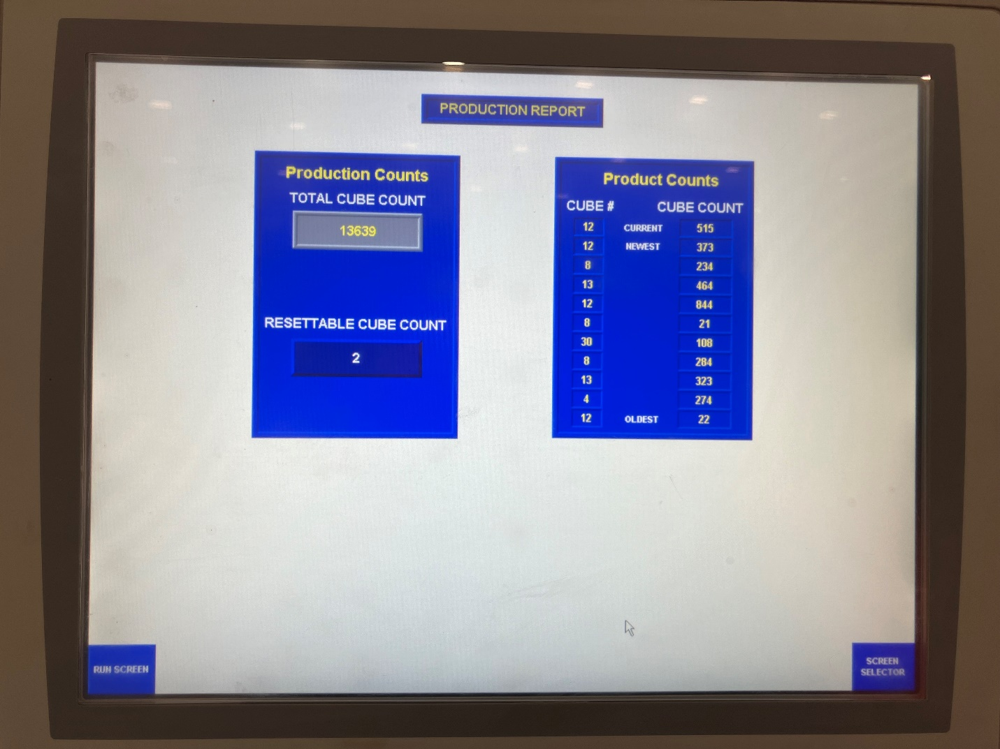 PRODUCTION REPORT
Production Counts
TOTAL CUBE COUNT
13639
RESETTABLE CUBE COUNT
2
Product Counts
CUBE # CUBE COUNT
12 CURRENT 515
12 NEWEST 373
8 234
13 464
12 844
8 21
30 108
8 284
13 323
4 274
12 OLDEST 22
RUN SCREEN
SCREEN
SELECTOR